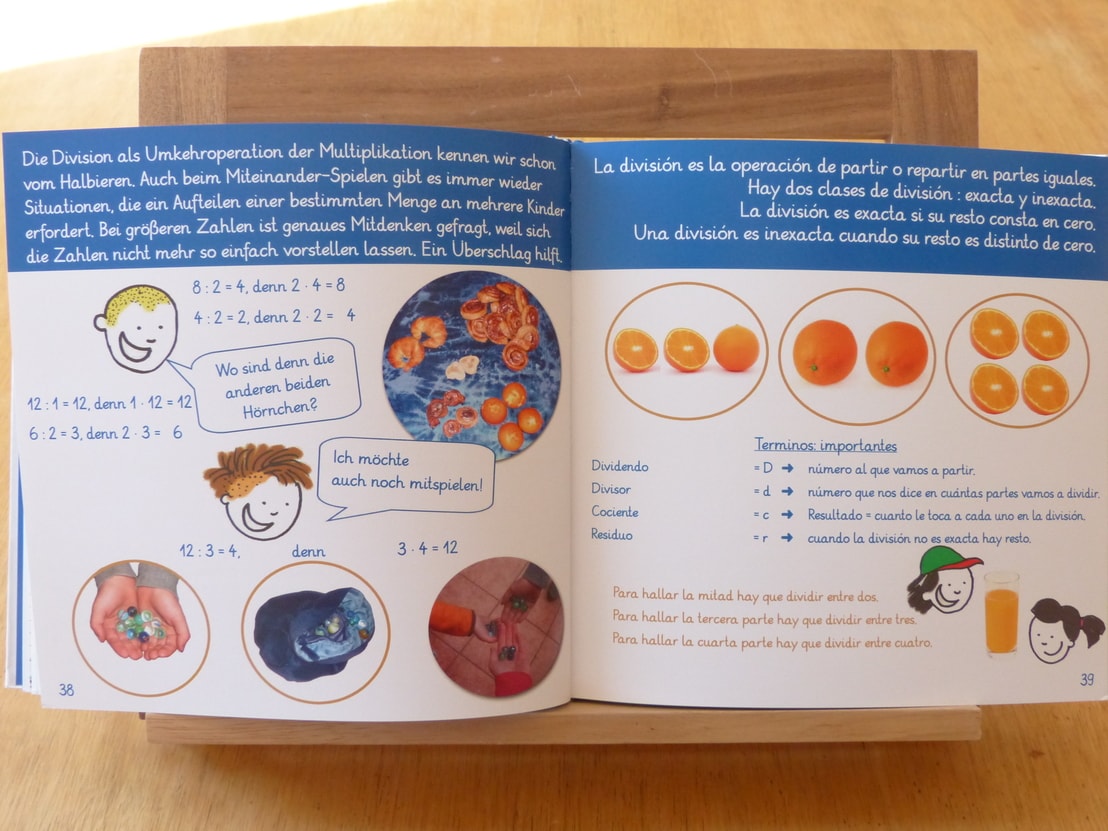 Die Division als Umkehroperation der Multiplikation kennen wir schon
vom Halbieren. Auch beim Miteinander-Spielen gibt es immer wieder
Situationen, die ein Aufteilen einer bestimmten Menge an mehrere Kinder
erfordert. Bei größeren Zahlen ist genaues Mitdenken gefragt, weil sich
die Zahlen nicht mehr so einfach vorstellen lassen. Ein Überschlag hilft.
8 : 2 = 4, denn 2 · 4 = 8
4 : 2 = 2, denn 2 · 2 = 4
Wo sind denn die
anderen beiden
Hörnchen?
12 : 1 = 12, denn 1 · 12 = 12
6 : 2 = 3, denn 2 · 3 = 6
Ich möchte
auch noch mitspielen!
12 : 3 = 4, denn 3 · 4 = 12
38
La división es la operación de partir o repartir en partes iguales.
Hay dos clases de división : exacta y inexacta.
La división es exacta si su resto consta en cero.
Una división es inexacta cuando su resto es distinto de cero.
Terminos: importantes
Dividendo = D ➜ número al que vamos a partir.
Divisor = d ➜ número que nos dice en cuántas partes vamos a dividir.
Cociente = c ➜ Resultado = cuanto le toca a cada uno en la división.
Residuo = r ➜ cuando la división no es exacta hay resto.
Para hallar la mitad hay que dividir entre dos.
Para hallar la tercera parte hay que dividir entre tres.
Para hallar la cuarta parte hay que dividir entre cuatro.
39